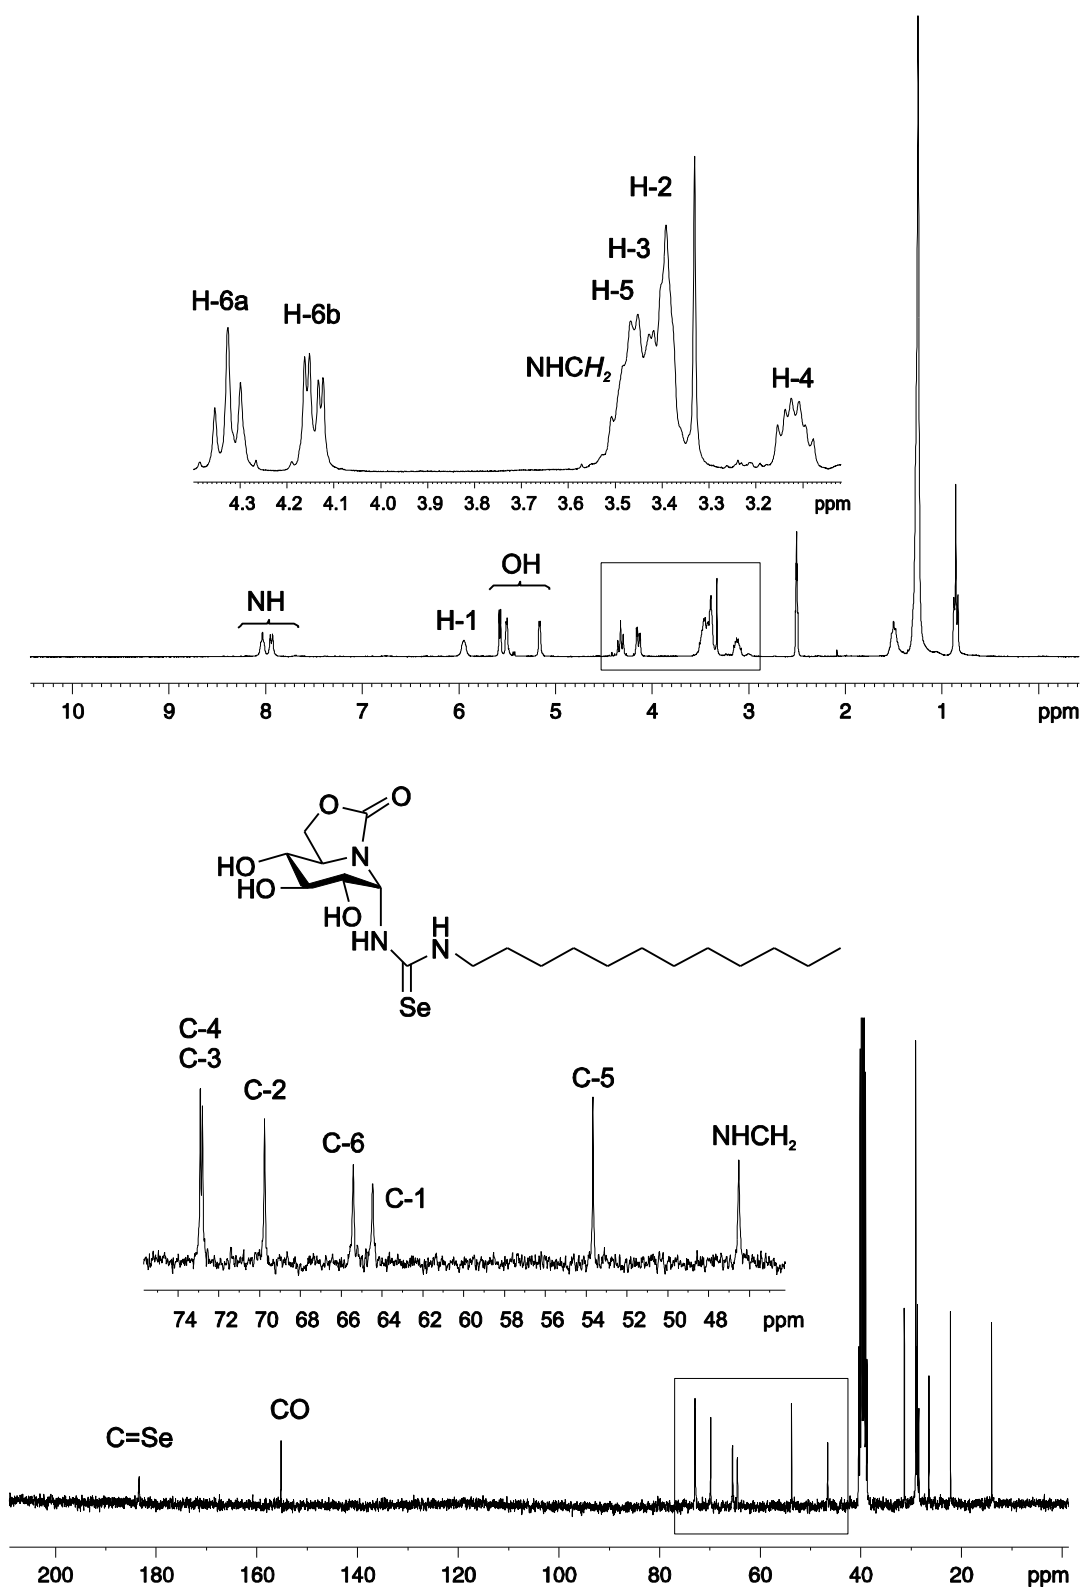 H-2
H-3
H-5
H-6a
H-6b
NHCH2
H-4
4.3 4.2 4.1 4.0 3.9 3.8 3.7 3.6 3.5 3.4 3.3 3.2 ppm
OH
NH
H-1
10 9 8 7 6 5 4 3 2 1 ppm
O
O
N
HO
HO
HO
H
HN
N
Se
C-4
C-3
C-2
C-5
C-6
NHCH2
C-1
74 72 70 68 66 64 62 60 58 56 54 52 50 48 ppm
CO
C=Se
200 180 160 140 120 100 80 60 40 20 ppm